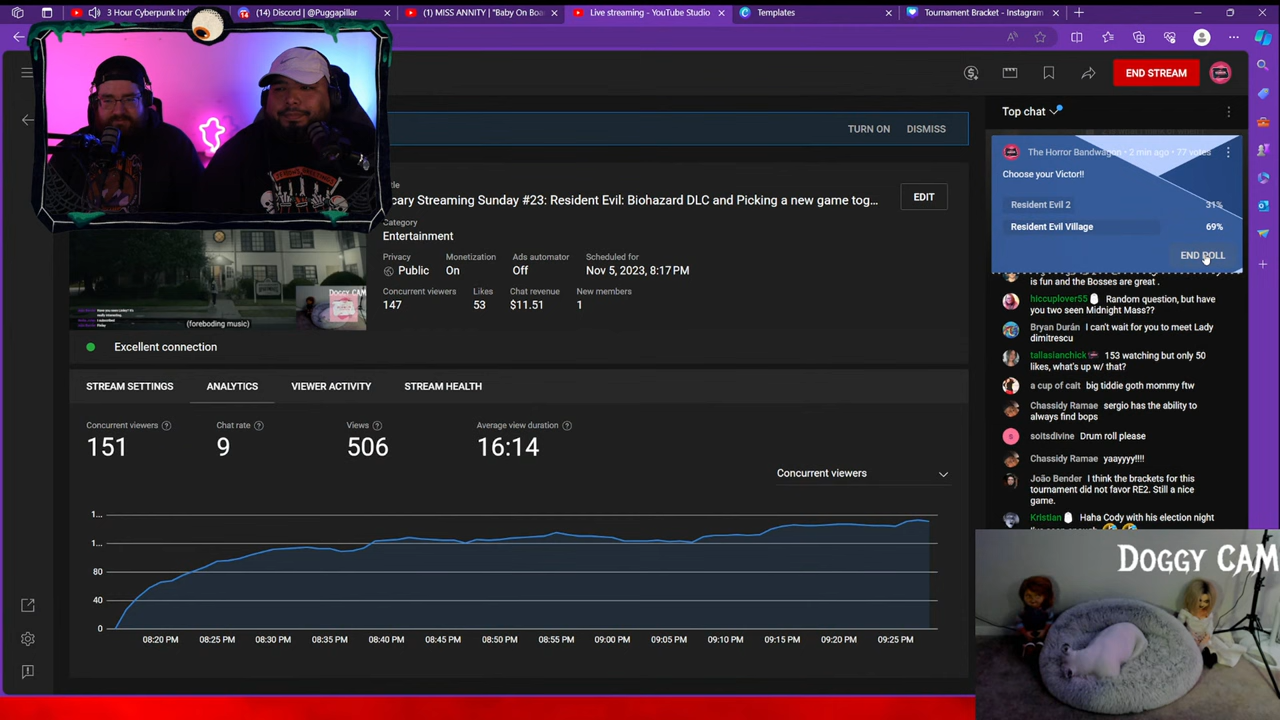 3 Hour Cyberpunk Ind
(14) Discord | @Puggapillar
(1) MISS ANNITY | "Baby On Boa
Live streaming - YouTube Studio
Templates
Tournament Bracket - Instagram
END STREAM
TURN ON
DISMISS
Title
Scary Streaming Sunday #23: Resident Evil: Biohazard DLC and Picking a new game tog...
EDIT
Category
Entertainment
Privacy
Monetization
Ads automator
Scheduled for
Public
On
Off
Nov 5, 2023, 8:17 PM
Concurrent viewers
Likes
Chat revenue
New members
147
53
$11.51
1
DOGGY CAM
(foreboding music)
Excellent connection
STREAM SETTINGS
ANALYTICS
VIEWER ACTIVITY
STREAM HEALTH
Concurrent viewers
Chat rate
Views
Average view duration
151
9
506
16:14
Concurrent viewers
1...
1...
80
40
0
08:20 PM
08:25 PM
08:30 PM
08:35 PM
08:40 PM
08:45 PM
08:50 PM
08:55 PM
09:00 PM
09:05 PM
09:10 PM
09:15 PM
09:20 PM
09:25 PM
Top chat
The Horror Bandwagon • 2 min ago • 77 votes
Choose your Victor!!
Resident Evil 2 31%
Resident Evil Village 69%
END POLL
is fun and the Bosses are great .
hiccuplover55 Random question, but have
you two seen Midnight Mass??
Bryan Durán I can't wait for you to meet Lady
dimitrescu
tallasianchick 153 watching but only 50
likes, what's up w/ that?
a cup of cait big tiddie goth mommy ftw
Chassidy Ramae sergio has the ability to
always find bops
soitsdivine Drum roll please
Chassidy Ramae yaayyyy!!!!
João Bender I think the brackets for this
tournament did not favor RE2. Still a nice
game.
Kristian Haha Cody with his election night
DOGGY CAM